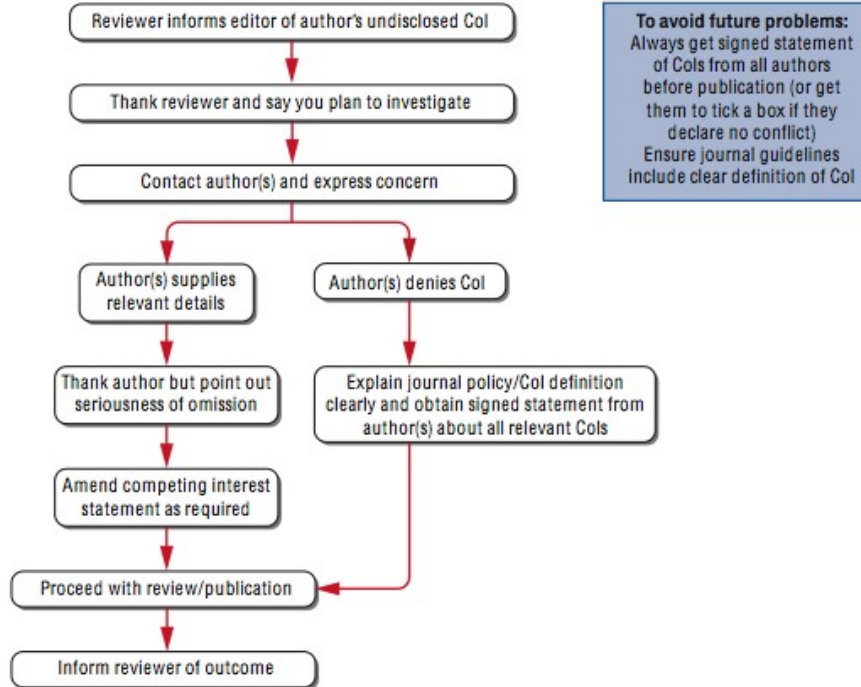 Reviewer informs editor of author's undisclosed CoI
Thank reviewer and say you plan to investigate
Contact author(s) and express concern
Author(s) supplies
relevant details
Author(s) denies CoI
Thank author but point out
seriousness of omission
Explain journal policy/CoI definition
clearly and obtain signed statement from
author(s) about all relevant CoIs
Amend competing interest
statement as required
Proceed with review/publication
Inform reviewer of outcome
To avoid future problems:
Always get signed statement
of CoIs from all authors
before publication (or get
them to tick a box if they
declare no conflict)
Ensure journal guidelines
include clear definition of CoI